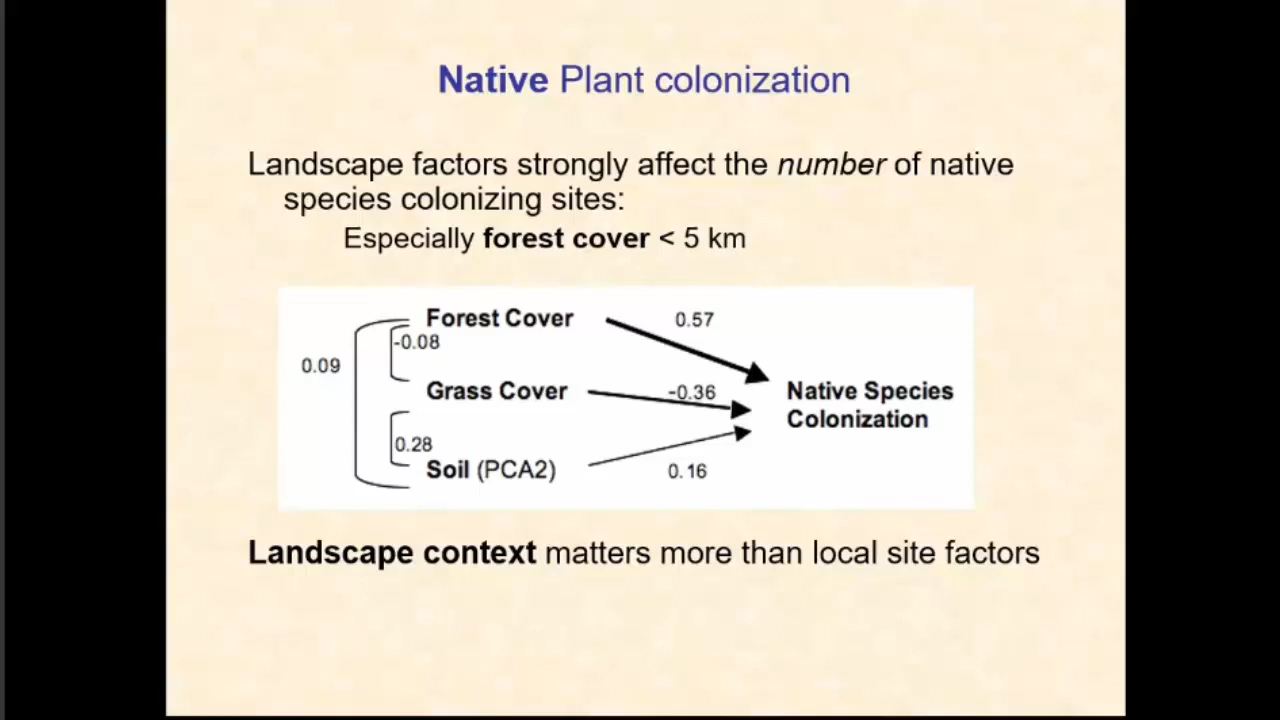 Native Plant colonization
Landscape factors strongly affect the number of native
species colonizing sites:
Especially forest cover < 5 km
Forest Cover
0.57
-0.08
0.09
Grass Cover
-0.36
Native Species
Colonization
0.28
Soil (PCA2)
0.16
Landscape context matters more than local site factors